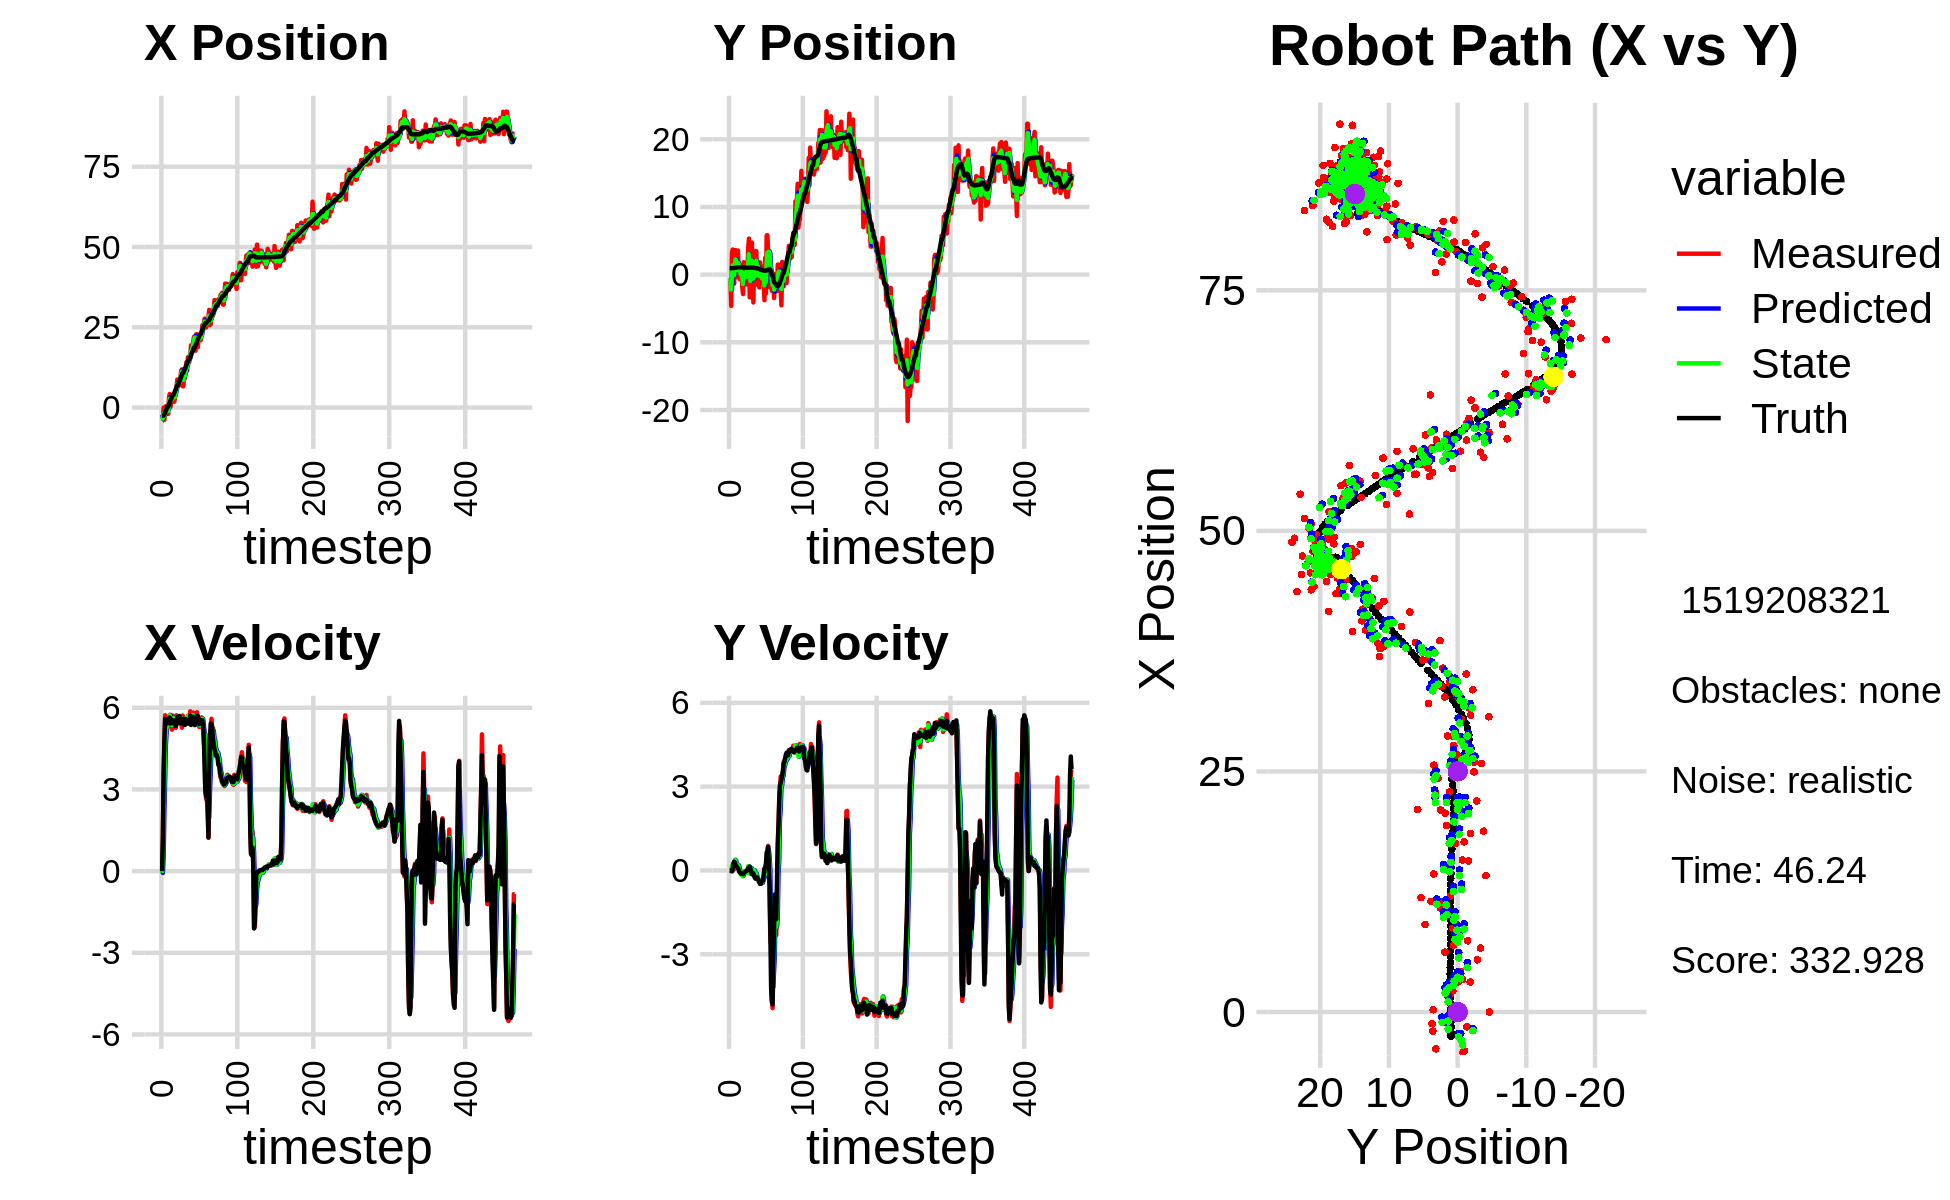 X Position
75
50
25
0
0
100
200
300
400
timestep
Y Position
20
10
0
-10
-20
0
100
200
300
400
timestep
X Velocity
6
3
0
-3
-6
0
100
200
300
400
timestep
Y Velocity
6
3
0
-3
0
100
200
300
400
timestep
Robot Path (X vs Y)
X Position
75
50
25
0
20 10 0 -10 -20
Y Position
variable
Measured
Predicted
State
Truth
1519208321
Obstacles: none
Noise: realistic
Time: 46.24
Score: 332.928